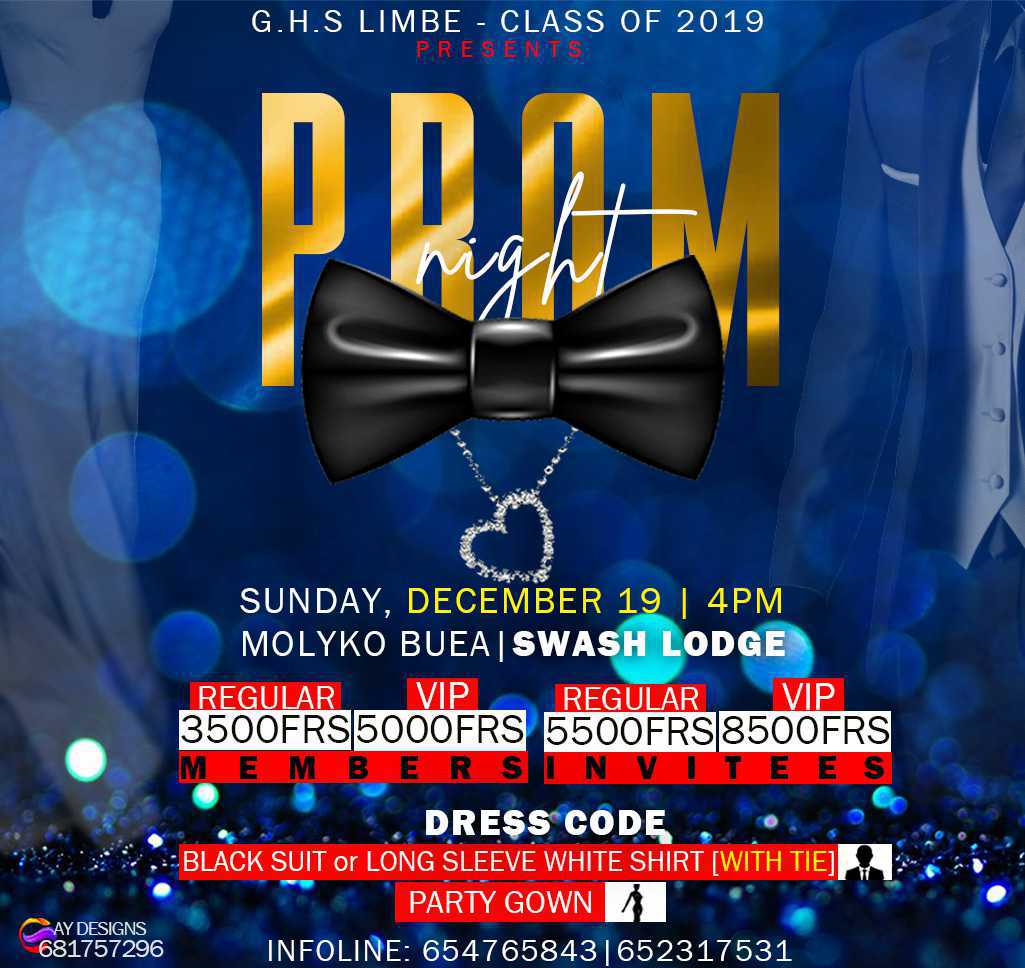 G.H.S LIMBE - CLASS OF 2019
PRESENTS
PROM
night
SUNDAY, DECEMBER 19 | 4PM
MOLYKO BUEA|SWASH LODGE
REGULAR VIP REGULAR VIP
3500FRS 5000FRS 5500FRS 8500FRS
MEMBERS INVITEES
DRESS CODE
BLACK SUIT or LONG SLEEVE WHITE SHIRT [WITH TIE]
PARTY GOWN
AY DESIGNS
681757296
INFOLINE: 654765843|652317531